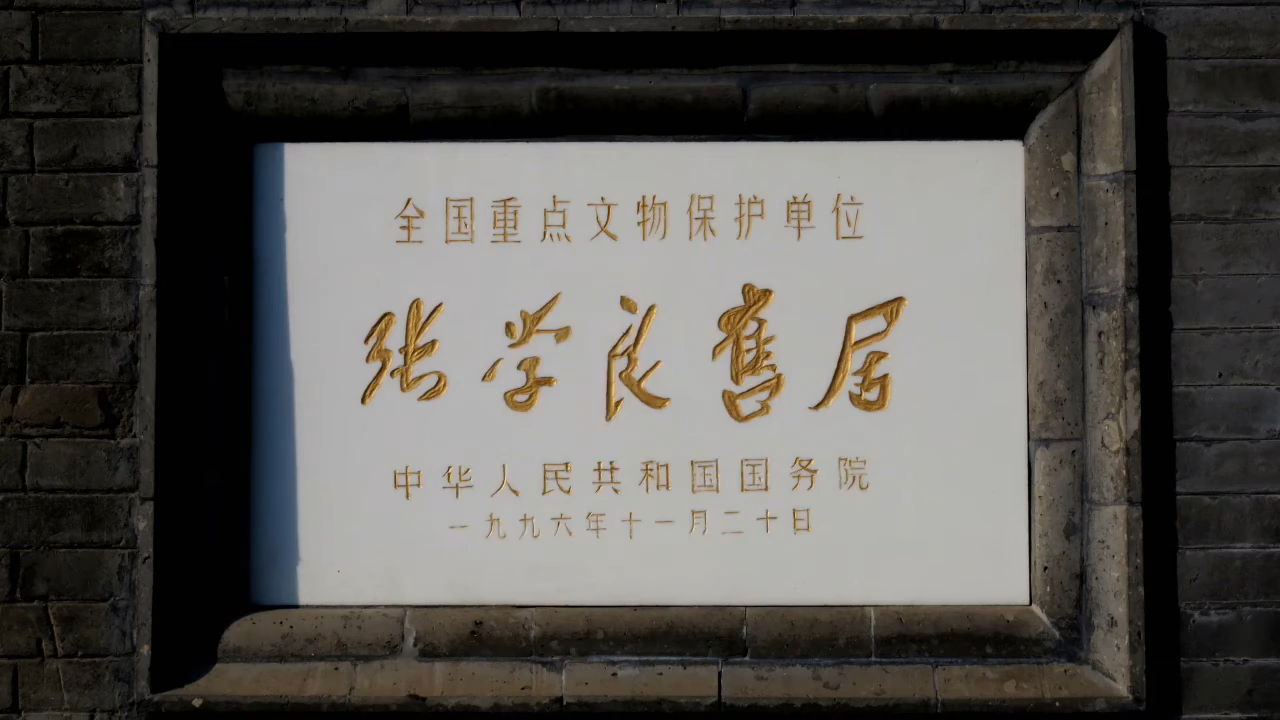 全国重点文物保护单位
张学良舊居
中华人民共和国国务院
一九九六年十一月二十日